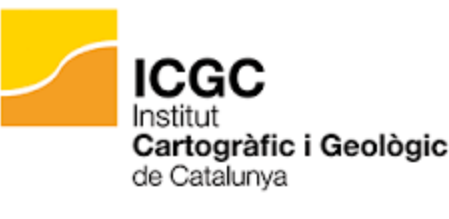 ICGC
Institut
Cartogràfic i Geològic
de Catalunya